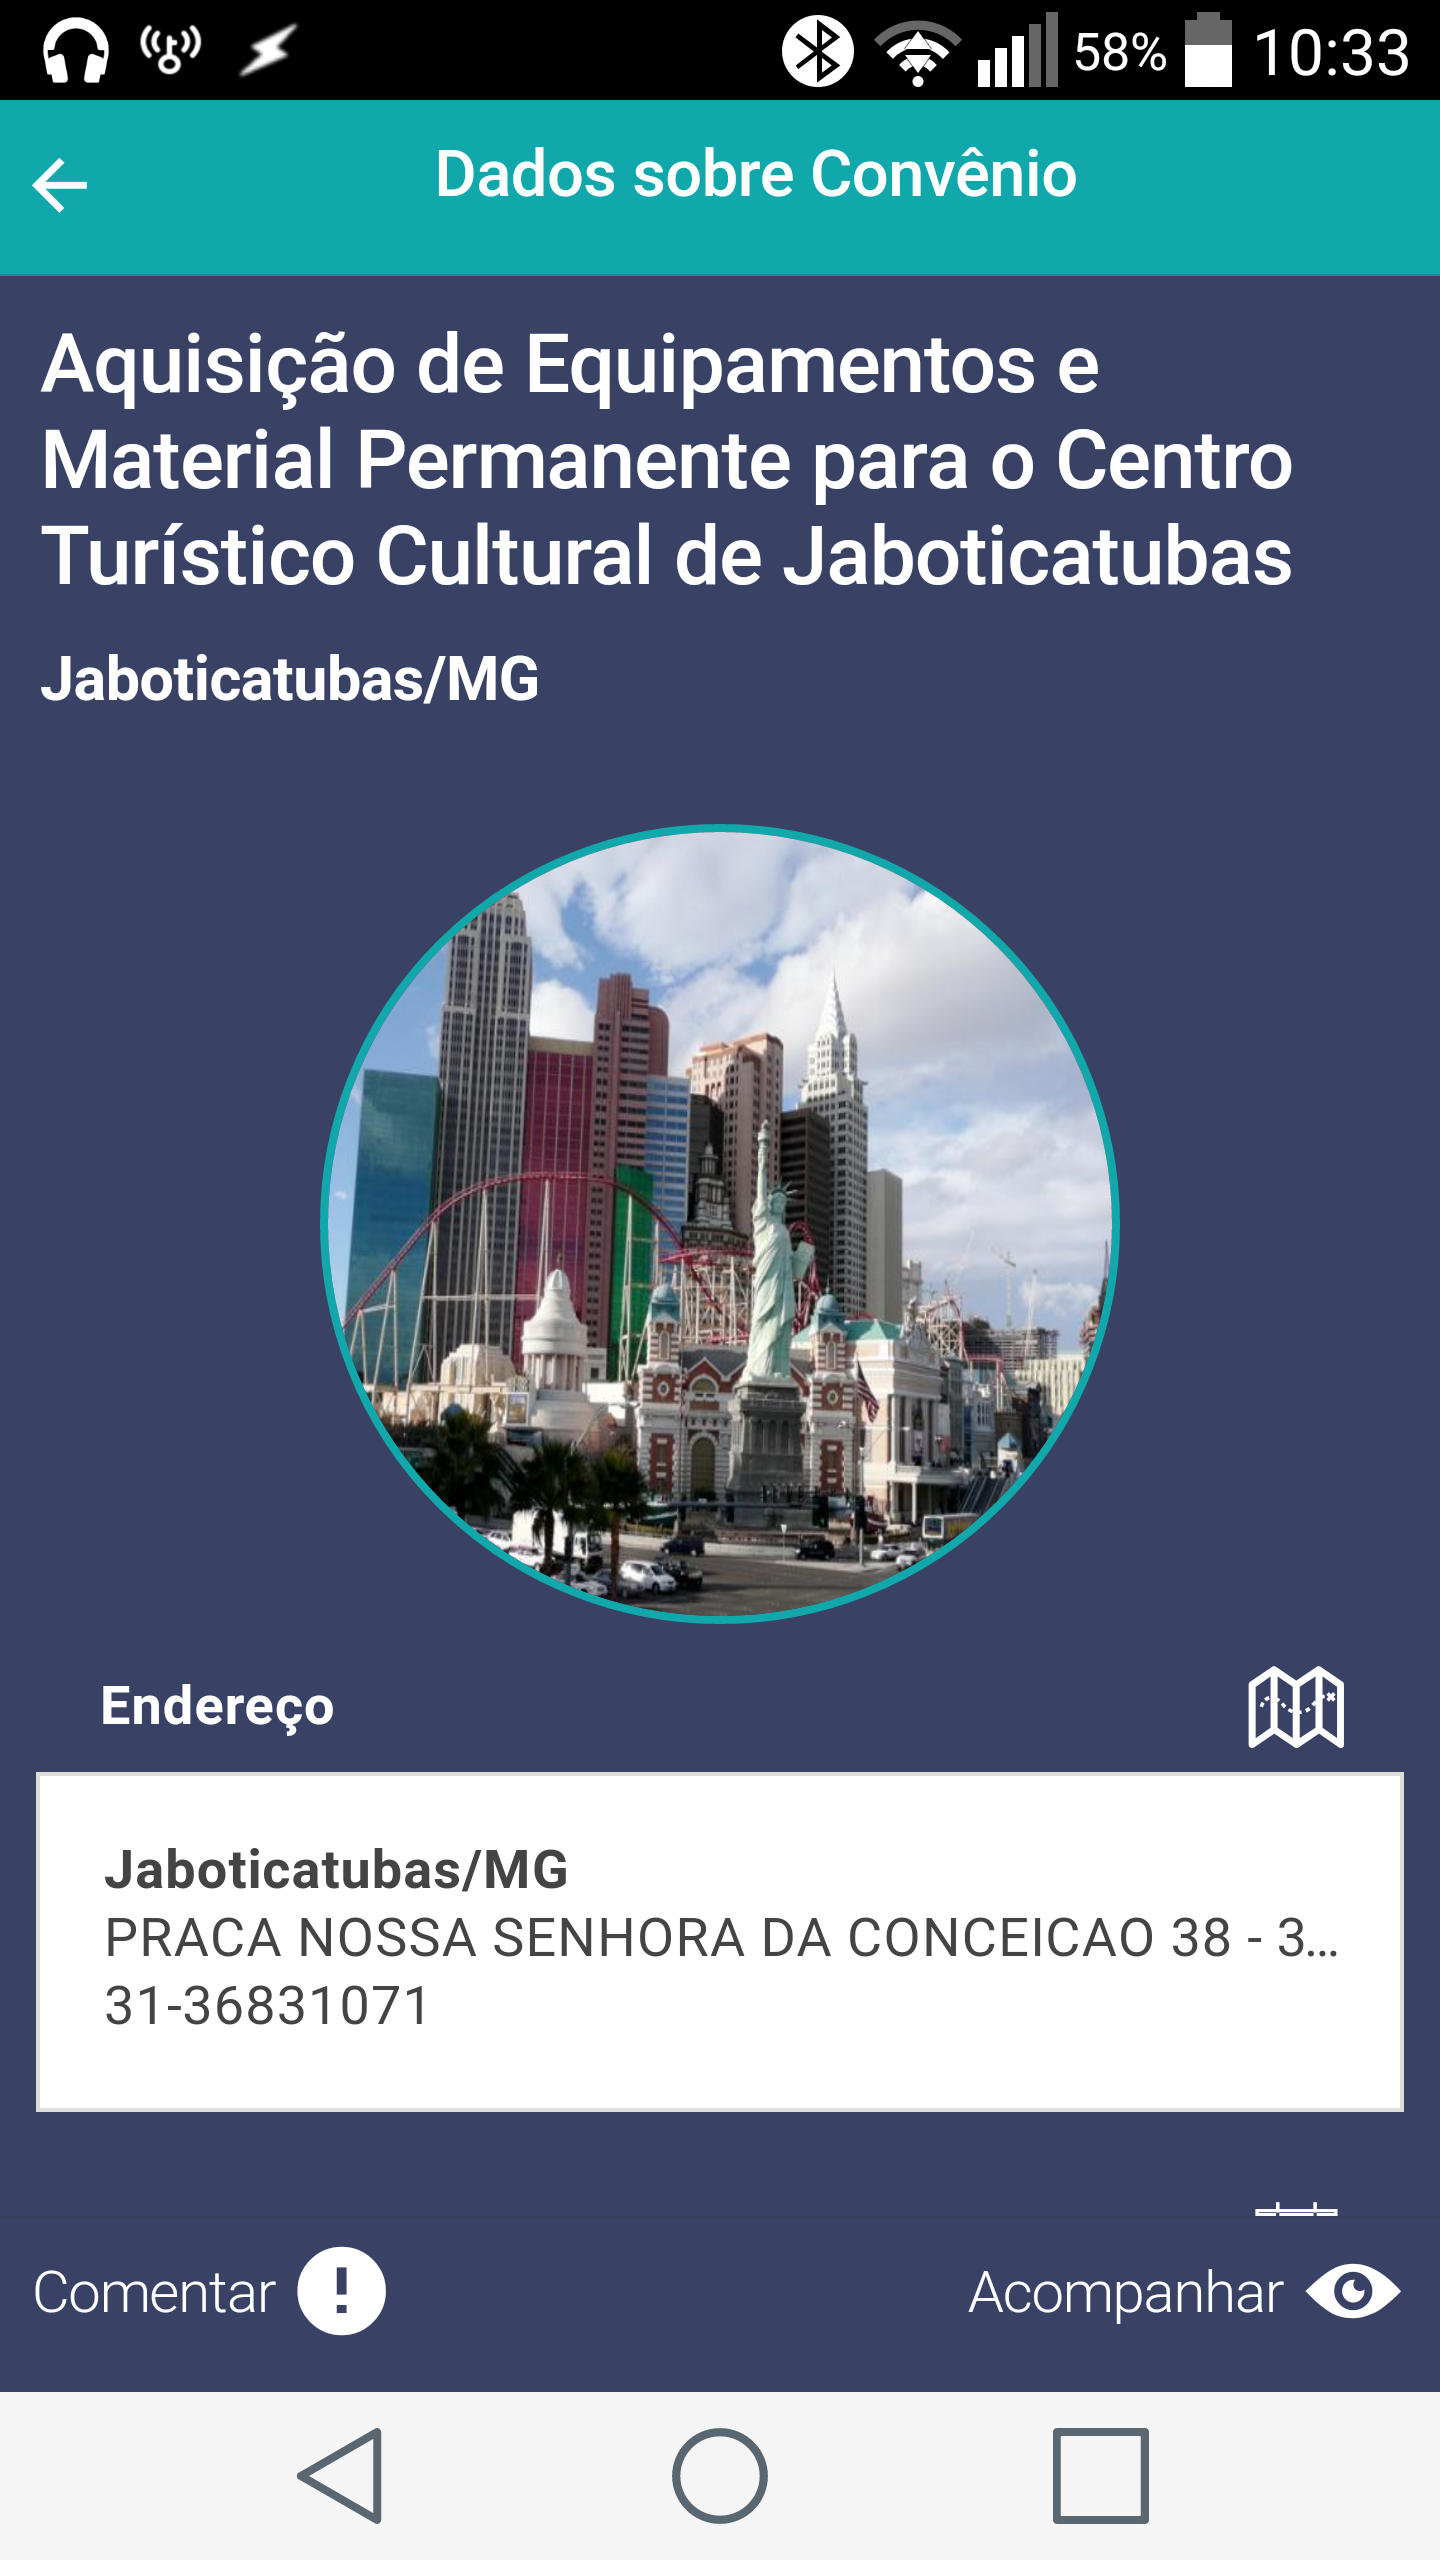 58% 10:33
Dados sobre Convênio
Aquisição de Equipamentos e
Material Permanente para o Centro
Turístico Cultural de Jaboticatubas
Jaboticatubas/MG
Endereço
Jaboticatubas/MG
PRACA NOSSA SENHORA DA CONCEICAO 38 - 3...
31-36831071
Comentar
Acompanhar